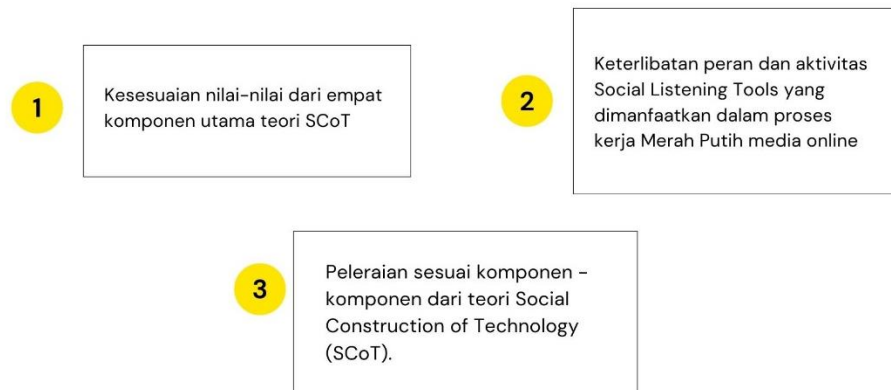 1
Kesesuaian nilai-nilai dari empat
komponen utama teori SCoT
2
Keterlibatan peran dan aktivitas
Social Listening Tools yang
dimanfaatkan dalam proses
kerja Merah Putih media online
3
Peleraian sesuai komponen -
komponen dari teori Social
Construction of Technology
(SCoT).